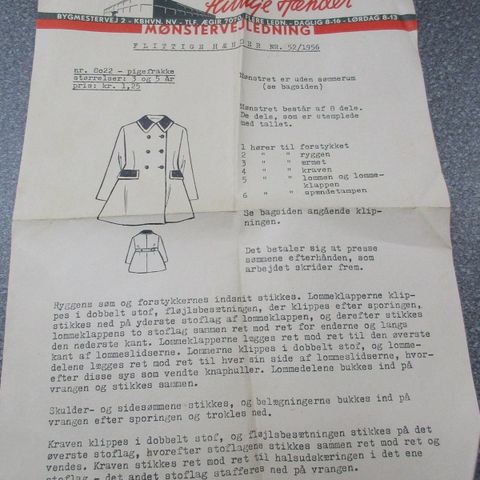 Flittige Hænder
BYGMESTERVEJ 2 - KBHVN. NV - TLF. ÆGIR 7020 FLERE LEDN. - DAGLIG 8-16 - LØRDAG 8-13
MØNSTERVEJLEDNING
FLITTIGE HÆNDER NR. 52/1956
nr. 8022 - pigefrakke
størrelser: 3 og 5 år
pris: kr. 1,25
Mønstret er uden sømmerum
(se bagsiden)
Mønstret består af 8 dele.
De dele, som er stemplede
med tallet.
1 hører til forstykket
2 " " ryggen
3 " " ærmet
4 " " kraven
5 " " lommen og lomme-
klappen
6 " " spændetampen
Se bagsiden angående klip-
ningen.
Det betaler sig at presse
sømmene efterhånden, som
arbejdet skrider frem.
Ryggens søm og forstykkernes indsnit stikkes. Lommeklapperne klip-
pes i dobbelt stof, fløjlsbesætningen, der klippes efter sporingen,
stikkes ned på yderste stoflag af lommeklappen, og derefter stikkes
lommeklappens to stoflag sammen ret mod ret for enderne og langs
den nederste kant. Lommeklapperne lægges ret mod ret til den øverste
kant af lommeslidserne. Lommerne klippes i dobbelt stof, og lomme-
delene lægges ret mod ret til hver sin side af lommeslidserne, hvor-
efter disse sys som vendte knaphuller. Lommedelene bukkes ind på
vrangen og stikkes sammen.
Skulder- og sidesømmene stikkes, og belægningerne bukkes ind på
vrangen efter sporingen og trokles ned.
Kraven klippes i dobbelt stof, og fløjlsbesætningen stikkes på det
øverste stoflag, hvorefter stoflagene stikkes sammen ret mod ret og
vendes. Kraven stikkes ret mod ret til halsudskæringen i det ene
stoflag - det andet stoflag stafferes ned på vrangen.